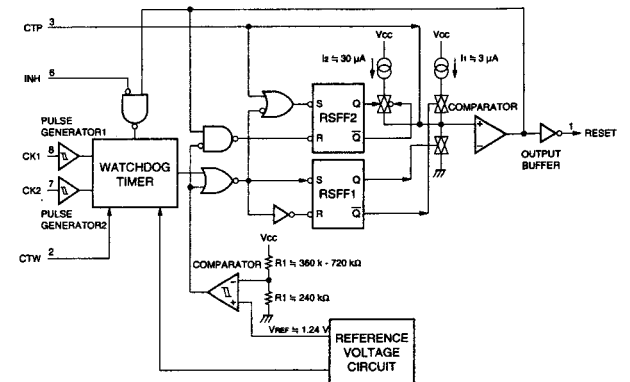 CTP 3
Vcc
Vcc
I2 ≒ 30 µA
I1 ≒ 3 µA
INH 6
S Q
RSFF2
R Q̅
COMPARATOR
+
−
1 RESET
OUTPUT
BUFFER
PULSE
GENERATOR1
CK1 8
CK2 7
PULSE
GENERATOR2
WATCHDOG
TIMER
S Q
RSFF1
R Q̅
CTW 2
Vcc
COMPARATOR
R1 ≒ 360 k - 720 kΩ
−
+
R1 ≒ 240 kΩ
VREF ≒ 1.24 V
REFERENCE
VOLTAGE
CIRCUIT